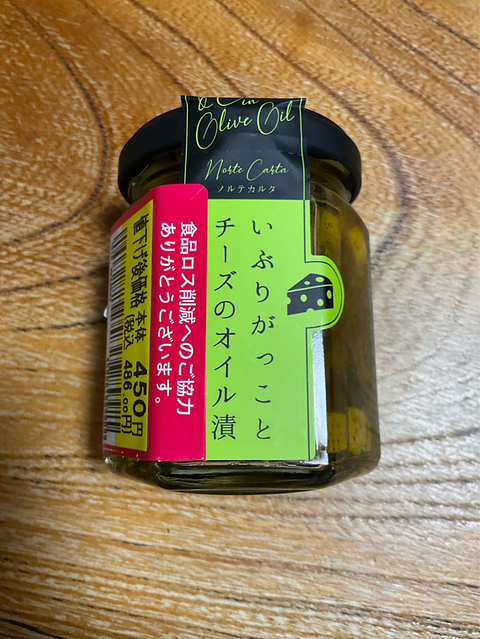 Olive Oil
Norte Carta
ノルテカルタ
いぶりがっこと
チーズのオイル漬
食品ロス削減へのご協力
ありがとうございます。
値下げ後価格 本体 450円
(税込 486.00円)